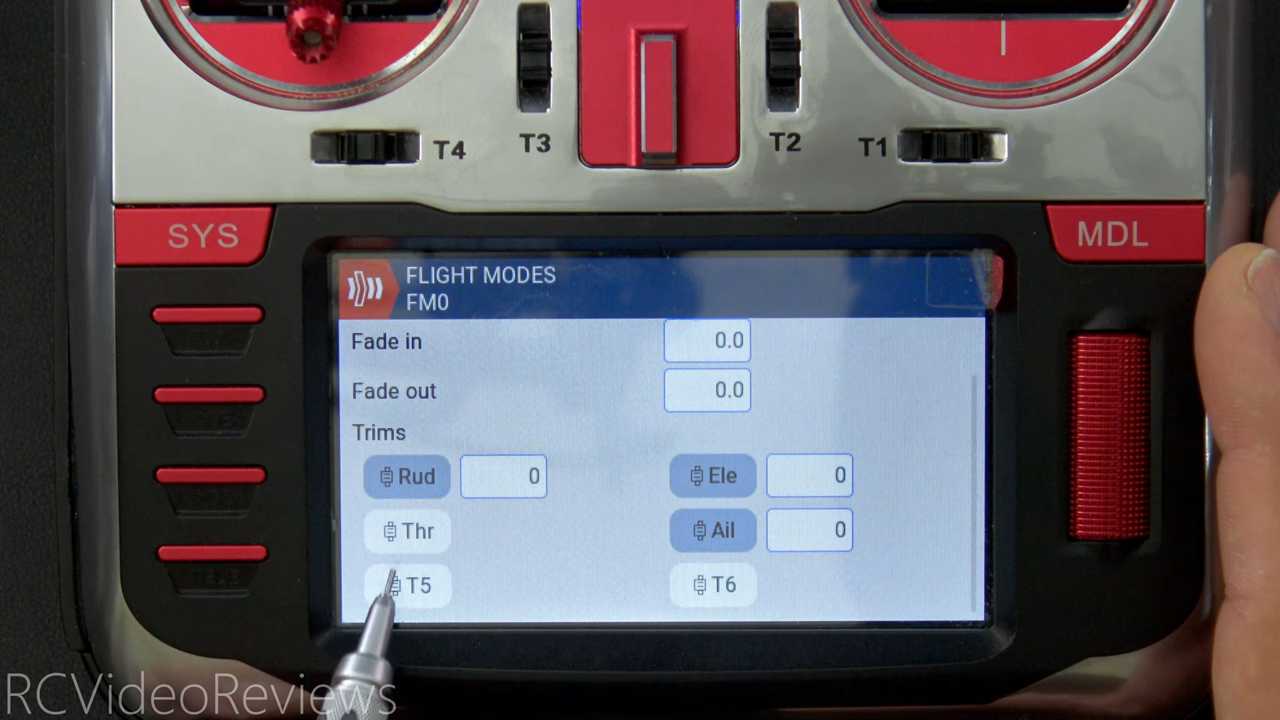 T4
T3
T2
T1
SYS
MDL
FLIGHT MODES
FM0
Fade in
0.0
Fade out
0.0
Trims
Rud 0
Ele 0
Thr
Ail 0
T5
T6
RCVideoReviews